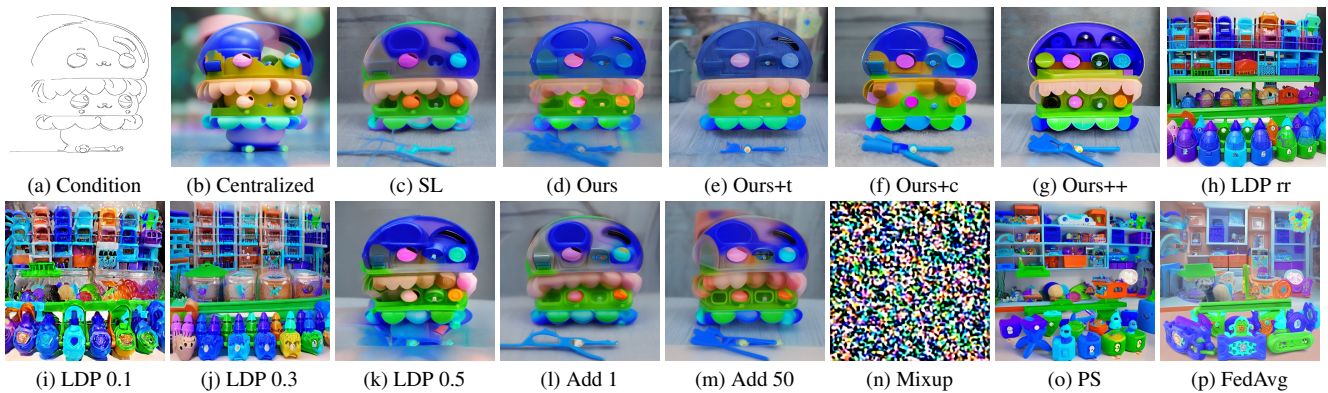 (a) Condition (b) Centralized (c) SL (d) Ours (e) Ours+t (f) Ours+c (g) Ours++ (h) LDP rr
(i) LDP 0.1 (j) LDP 0.3 (k) LDP 0.5 (l) Add 1 (m) Add 50 (n) Mixup (o) PS (p) FedAvg